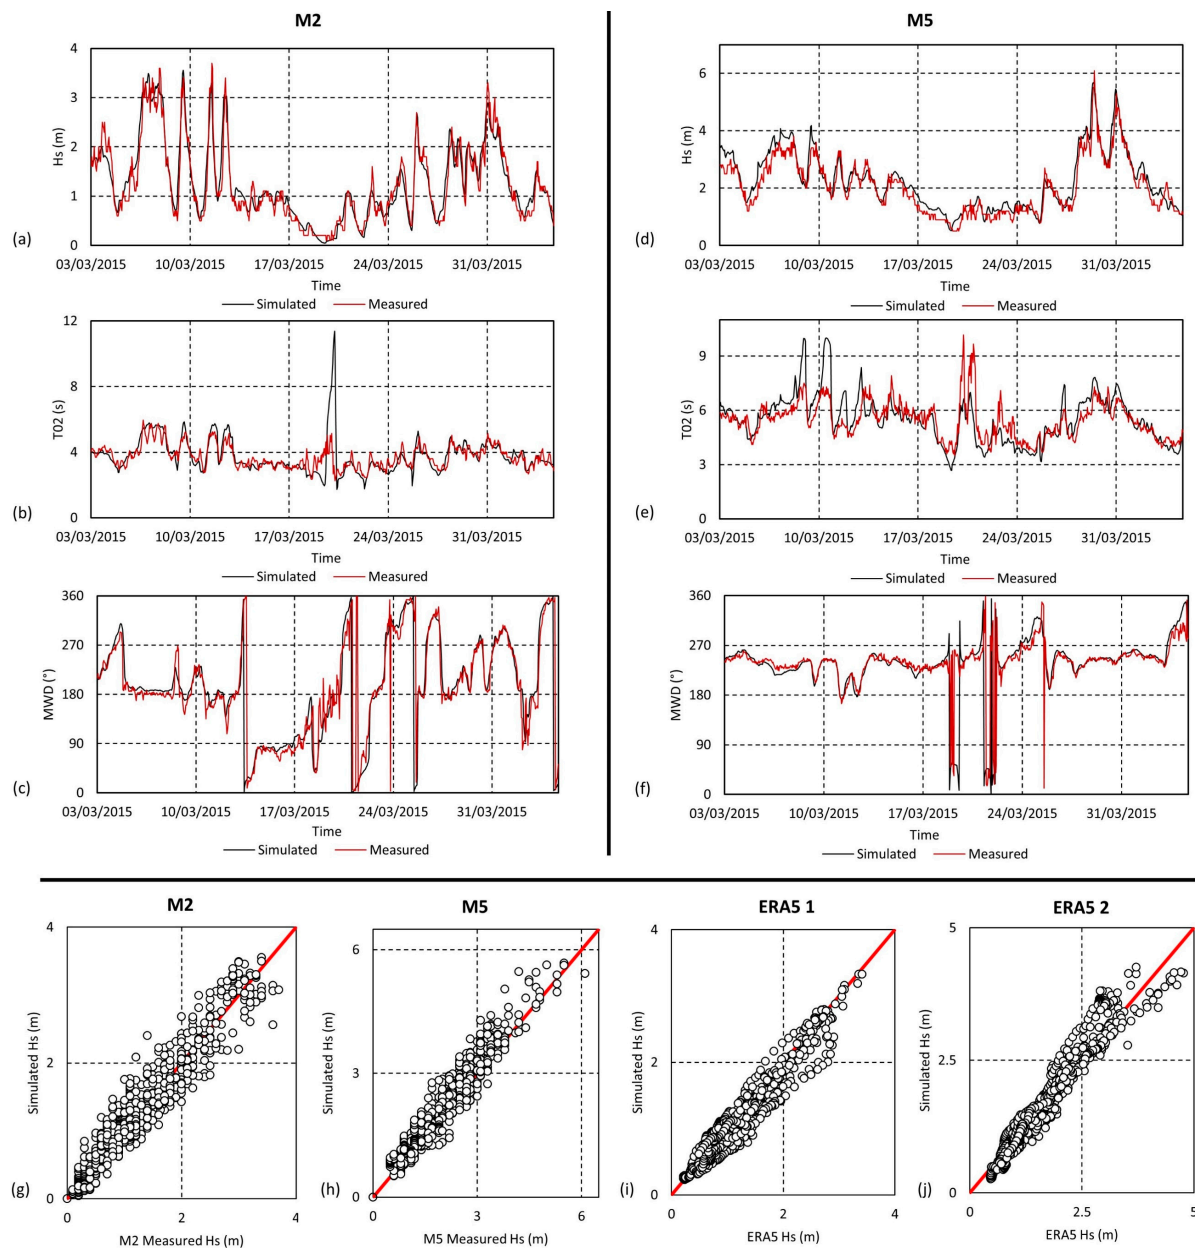 M2
M5
4
3
2
1
0
Hs (m)
(a)
03/03/2015 10/03/2015 17/03/2015 24/03/2015 31/03/2015
Time
Simulated Measured
6
4
2
0
Hs (m)
(d)
03/03/2015 10/03/2015 17/03/2015 24/03/2015 31/03/2015
Time
Simulated Measured
12
8
4
0
T02 (s)
(b)
03/03/2015 10/03/2015 17/03/2015 24/03/2015 31/03/2015
Time
Simulated Measured
9
6
3
0
T02 (s)
(e)
03/03/2015 10/03/2015 17/03/2015 24/03/2015 31/03/2015
Time
Simulated Measured
360
270
180
90
0
MWD (°)
(c)
03/03/2015 10/03/2015 17/03/2015 24/03/2015 31/03/2015
Time
Simulated Measured
360
270
180
90
0
MWD (°)
(f)
03/03/2015 10/03/2015 17/03/2015 24/03/2015 31/03/2015
Time
Simulated Measured
M2
4
2
0
Simulated Hs (m)
(g)
0 2 4
M2 Measured Hs (m)
M5
6
3
0
Simulated Hs (m)
(h)
0 3 6
M5 Measured Hs (m)
ERA5 1
4
2
0
Simulated Hs (m)
(i)
0 2 4
ERA5 Hs (m)
ERA5 2
5
2.5
0
Simulated Hs (m)
(j)
0 2.5 5
ERA5 Hs (m)